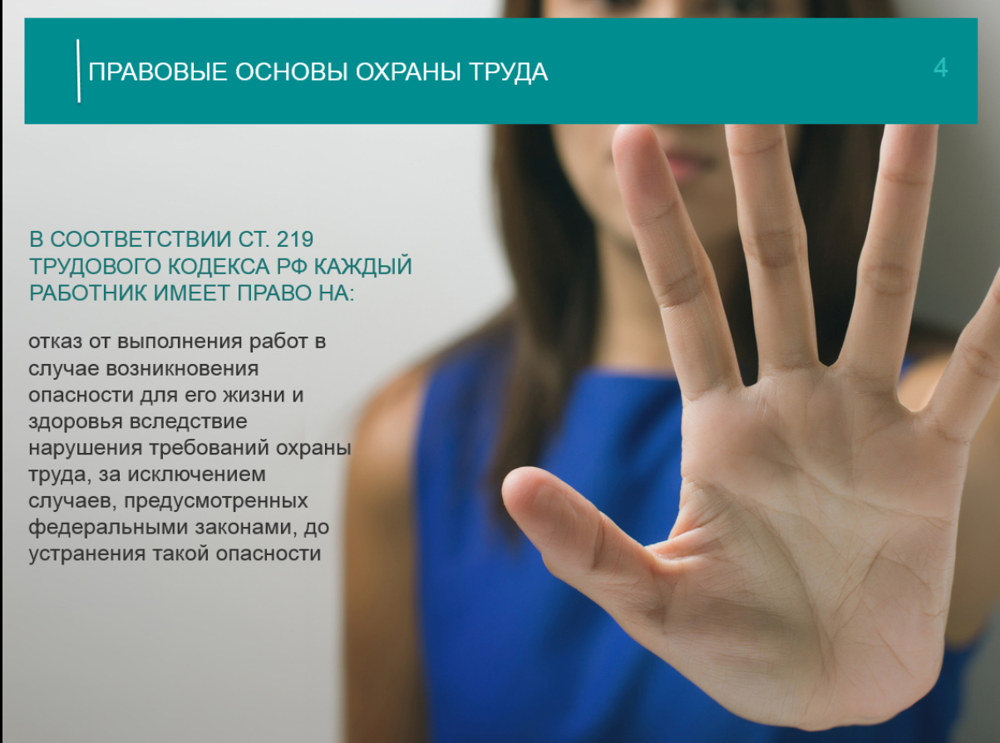 ПРАВОВЫЕ ОСНОВЫ ОХРАНЫ ТРУДА
4
В СООТВЕТСТВИИ СТ. 219
ТРУДОВОГО КОДЕКСА РФ КАЖДЫЙ
РАБОТНИК ИМЕЕТ ПРАВО НА:
отказ от выполнения работ в
случае возникновения
опасности для его жизни и
здоровья вследствие
нарушения требований охраны
труда, за исключением
случаев, предусмотренных
федеральными законами, до
устранения такой опасности